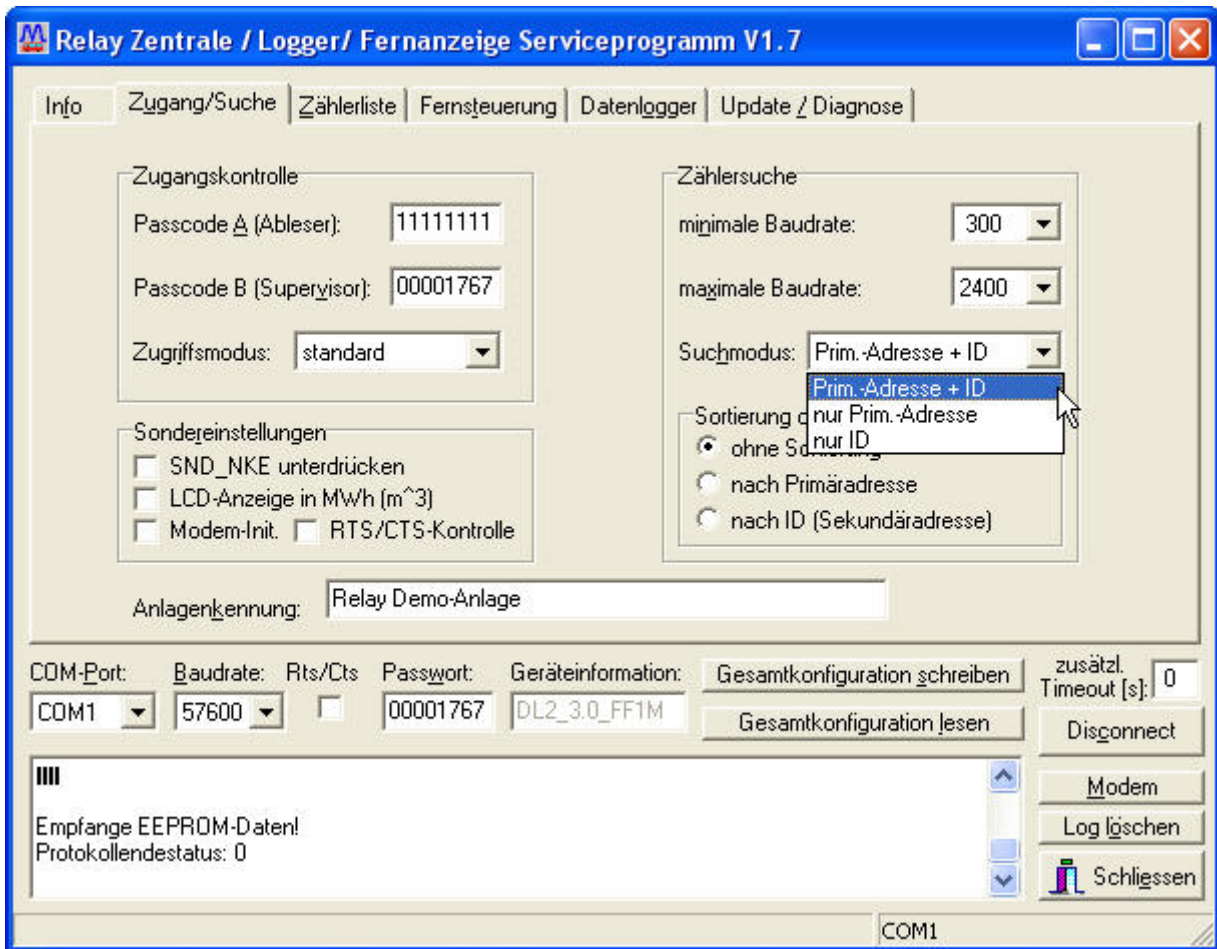 Relay Zentrale / Logger/ Fernanzeige Serviceprogramm V1.7
Info Zugang/Suche Zählerliste Fernsteuerung Datenlogger Update / Diagnose
Zugangskontrolle
Passcode A (Ableser): 11111111
Passcode B (Supervisor): 00001767
Zugriffsmodus: standard
Sondereinstellungen
SND_NKE unterdrücken
LCD-Anzeige in MWh (m^3)
Modem-Init. RTS/CTS-Kontrolle
Zählersuche
minimale Baudrate: 300
maximale Baudrate: 2400
Suchmodus: Prim.-Adresse + ID
Prim.-Adresse + ID
nur Prim.-Adresse
nur ID
Sortierung
ohne
nach Primäradresse
nach ID (Sekundäradresse)
Anlagenkennung: Relay Demo-Anlage
COM-Port: Baudrate: Rts/Cts Passwort: Geräteinformation:
COM1 57600 00001767 DL2_3.0_FF1M
Gesamtkonfiguration schreiben
Gesamtkonfiguration lesen
zusätzl.
Timeout [s]: 0
Disconnect
Empfange EEPROM-Daten!
Protokollendestatus: 0
Modem
Log löschen
Schliessen
COM1